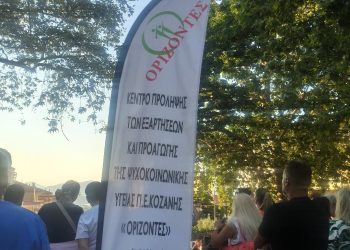 ΟΡΙΖΟΝΤΕΣ
ΚΕΝΤΡΟ ΠΡΟΛΗΨΗΣ
ΤΩΝ ΕΞΑΡΤΗΣΕΩΝ
ΚΑΙ ΠΡΟΑΓΩΓΗΣ
ΤΗΣ ΨΥΧΟΚΟΙΝΩΝΙΚΗΣ
ΥΓΕΙΑΣ Π.Ε.ΚΟΖΑΝΗΣ
«ΟΡΙΖΟΝΤΕΣ»